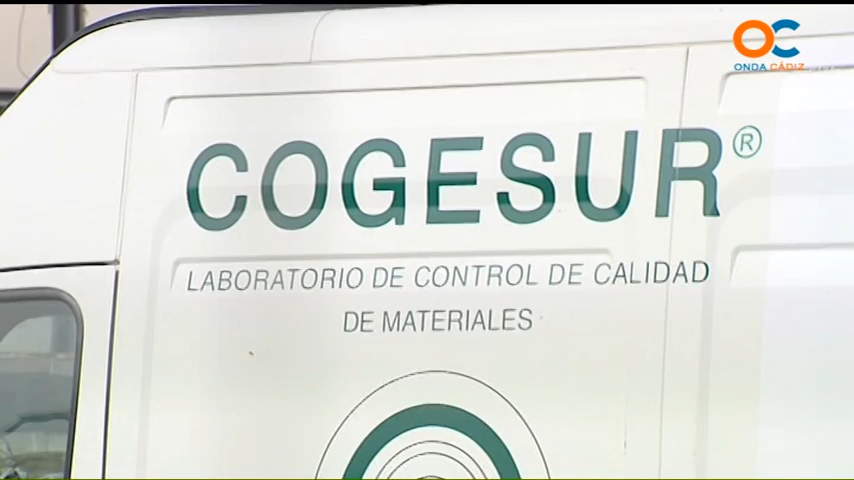 OC
ONDA CÁDIZ
COGESUR®
LABORATORIO DE CONTROL DE CALIDAD
DE MATERIALES